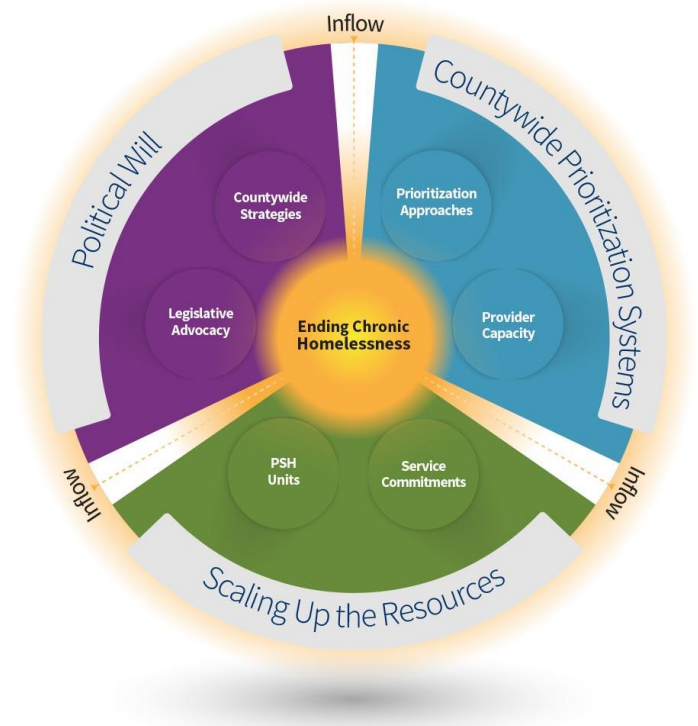 Inflow
Political Will
Countywide Prioritization Systems
Countywide
Strategies
Prioritization
Approaches
Legislative
Advocacy
Provider
Capacity
Ending Chronic
Homelessness
PSH
Units
Service
Commitments
Inflow
Inflow
Scaling Up the Resources